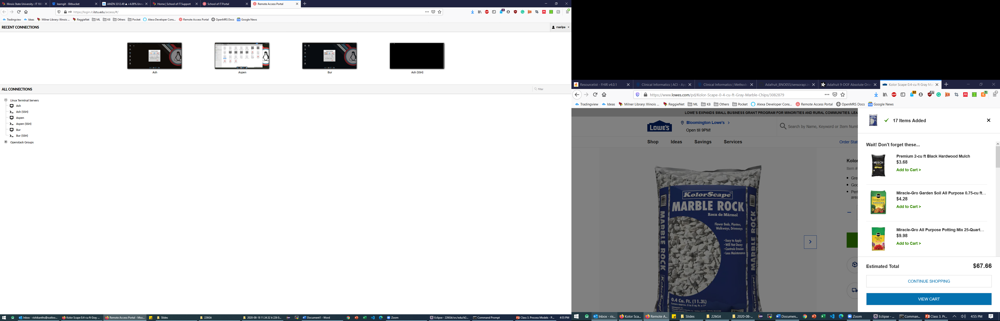 Illinois State University : IT 180
learngit - Bitbucket
AMZN 3312.49 ▲ +4.09% Unna
Home | School of IT Support
School of IT Portal
Remote Access Portal
https://login.it.ilstu.edu/access/#/
Tradingview
Ideas
Milner Library: Illinois ...
ReggieNet
ML
K8
Others
Pocket
Alexa Developer Cons...
Remote Access Portal
OpenMRS Docs
Google News
RECENT CONNECTIONS
rsaripa
Ash
Aspen
Bur
Ash (SSH)
ALL CONNECTIONS
Filter
Linux Terminal Servers
Ash
Ash (SSH)
Aspen
Aspen (SSH)
Bur
Bur (SSH)
Openstack Groups
Inbox - rishikanths@outloo...
Kolor Scape 0.4-cu ft Gray ...
Remote Access Portal - Moz...
Slides
226Git
2020-08-18 11.34.52 it 226 0...
Document1 - Word
Zoom
Eclipse - 226Git/src/edu/it2...
Command Prompt
Class 3. Process Models - P...
4:55 PM
Resourcelist - FHIR v4.0.1
Clinical Informatics | ACI - App
Clinical Informatics | Methods
Adafruit_BNO055/sensorapi.in
Adafruit 9-DOF Absolute Orien
Kolor Scape 0.4-cu ft Gray Ma
https://www.lowes.com/pd/Kolor-Scape-0-4-cu-ft-Gray-Marble-Chips/3082879
22
27
1
Tradingview
Ideas
Milner Library: Illinois ...
ReggieNet
ML
K8
Others
Pocket
Alexa Developer Cons...
Remote Access Portal
OpenMRS Docs
Google News
LOWE'S EXPANDS SMALL BUSINESS GRANT PROGRAM FOR MINORITIES AND RURAL COMMUNITIES. LEA
LOWE'S
Bloomington Lowe's
Open till 9PM!
Search by Name, Keyword or Item Num
Shop
Ideas
Savings
Services
Order Stat
Kolor
Item #
Gre
Goo
Per
area
KolorScape™
MARBLE ROCK
Roca de Mármol
Flower Beds, Planters,
Walkways, Driveways
• Easy to Apply
• Will Not Decay
• Controls Erosion
• Less Maintenance
MARBLE ROCK
MARBLE ROCK
0.4 Cu. Ft. (11.3L)
17 Items Added
Wait! Don't forget these...
MULCH
BLACK
Premium 2-cu ft Black Hardwood Mulch
$3.68
Add to Cart >
Garden Soil
Miracle-Gro Garden Soil All Purpose 0.75-cu ft...
$4.28
Add to Cart >
Potting Mix
Miracle-Gro All Purpose Potting Mix 25-Quart...
$9.98
Add to Cart >
Estimated Total
$67.66
CONTINUE SHOPPING
VIEW CART
Inbox - ris...
Kolor Sca...
Remote A...
Slides
226Git
2020-08-...
Documen...
Zoom
Eclipse - ...
Comman...
Class 3. Pr...
4:55 PM